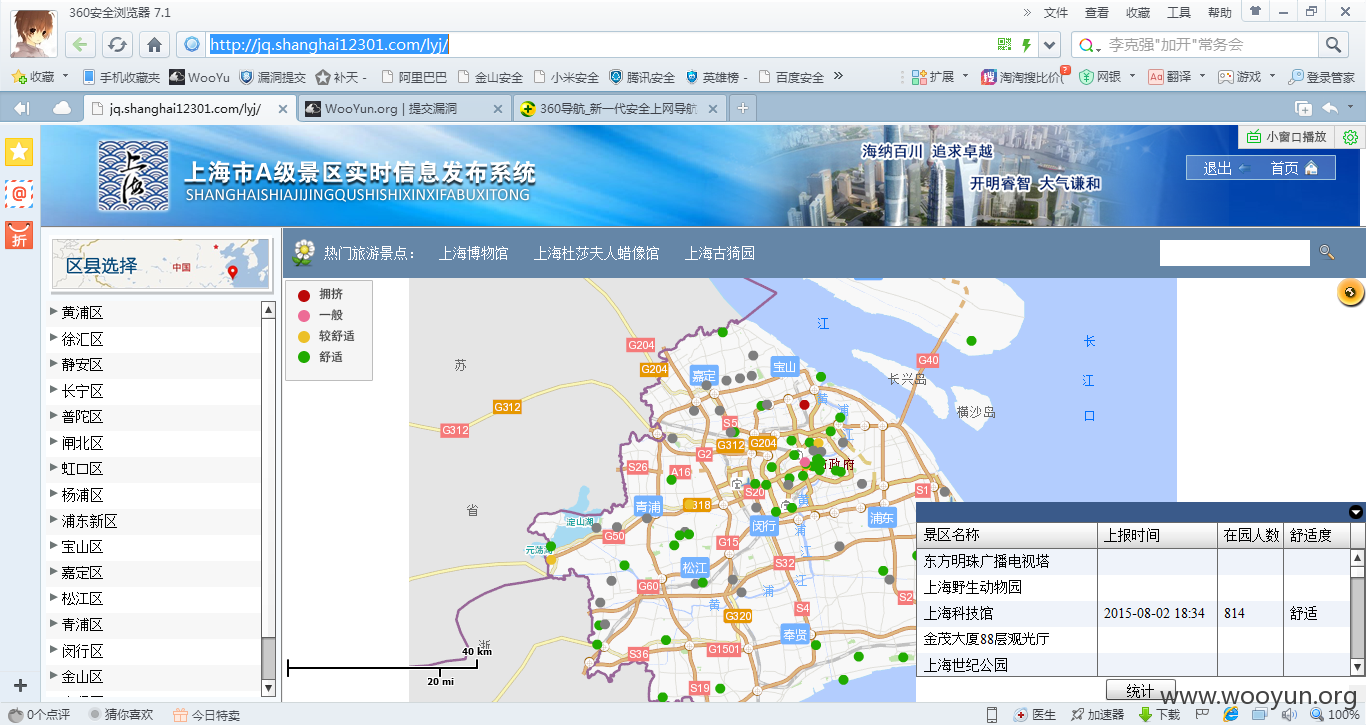 360安全浏览器 7.1
» 文件 查看 收藏 工具 帮助
http://jq.shanghai12301.com/lyj/
李克强"加开"常务会
收藏 手机收藏夹 WooYu 漏洞提交 补天 - 阿里巴巴 金山安全 小米安全 腾讯安全 英雄榜 - 百度安全 » 扩展 淘淘搜比价 ? 网银 Aa 翻译 游戏 登录管家
jq.shanghai12301.com/lyj/ WooYun.org | 提交漏洞 360导航_新一代安全上网导航
小窗口播放
上海
上海市A级景区实时信息发布系统
SHANGHAISHIAJIJINGQUSHISHIXINXIFABUXITONG
海纳百川 追求卓越
开明睿智 大气谦和
退出 首页
折
区县选择
中国
热门旅游景点： 上海博物馆 上海杜莎夫人蜡像馆 上海古猗园
黄浦区
徐汇区
静安区
长宁区
普陀区
闸北区
虹口区
杨浦区
浦东新区
宝山区
嘉定区
松江区
青浦区
闵行区
金山区
拥挤
一般
较舒适
舒适
江
长
江
口
G204
G40
苏
G204
嘉定
宝山
长兴岛
横沙岛
G312
黄
浦
江
G312
S5
G312
G204
G2
S26
A16
市政府
S20
S1
省
青浦
G318
黄
浦
江
浦东
淀山湖
闵行
元荡湖
G50
G15
S32
松江
G60
浦
江
S2
黄
S4
G320
浙
奉贤
40 km
G1501
S36
20 mi
S19
景区名称 上报时间 在园人数 舒适度
东方明珠广播电视塔
上海野生动物园
上海科技馆 2015-08-02 18:34 814 舒适
金茂大厦88层观光厅
上海世纪公园
统计
www.wooyun.org
0个点评 猜你喜欢 今日特卖 医生 加速器 下载 100%